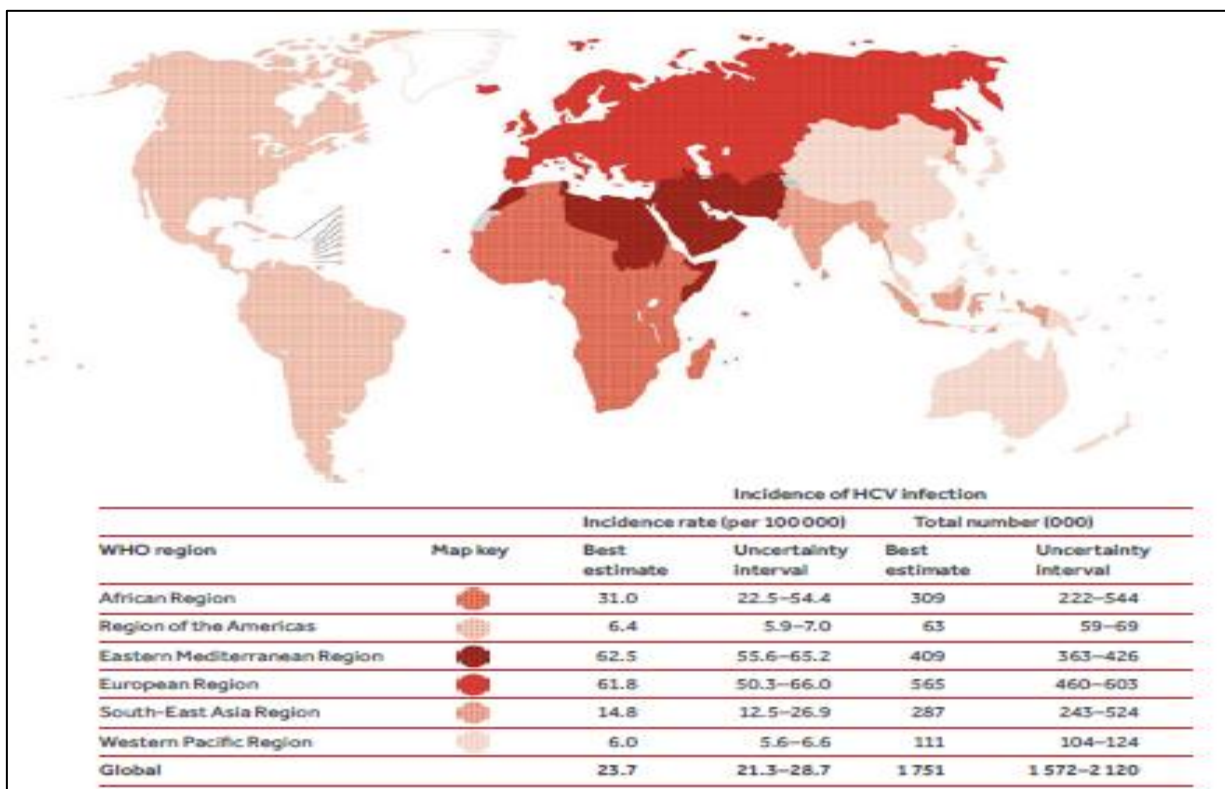 Incidence of HCV infection
Incidence rate (per 100 000) Total number (000)
WHO region Map key Best estimate Uncertainty interval Best estimate Uncertainty interval
African Region 31.0 22.5–54.4 309 222–544
Region of the Americas 6.4 5.9–7.0 63 59–69
Eastern Mediterranean Region 62.5 55.6–65.2 409 363–426
European Region 61.8 50.3–66.0 565 460–603
South-East Asia Region 14.8 12.5–26.9 287 243–524
Western Pacific Region 6.0 5.6–6.6 111 104–124
Global 23.7 21.3–28.7 1 751 1 572–2 120